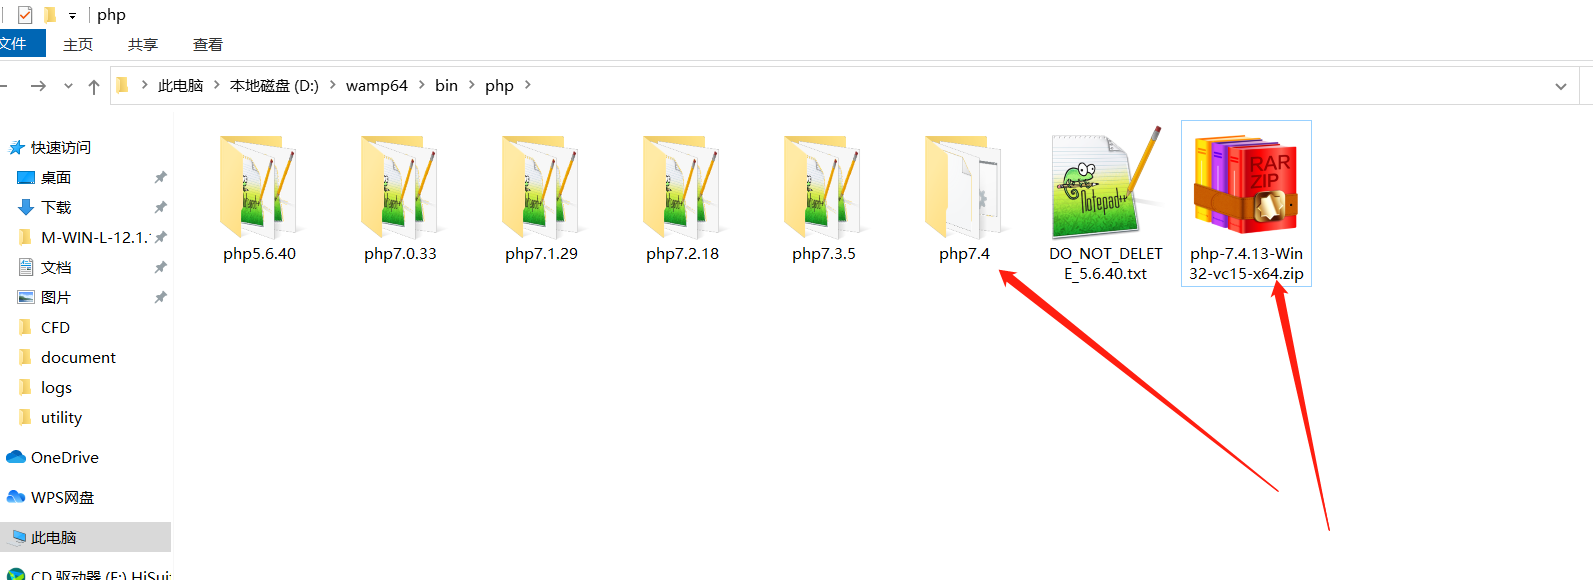 php
文件
主页
共享
查看
此电脑
本地磁盘 (D:)
wamp64
bin
php
快速访问
桌面
下载
M-WIN-L-12.1.
文档
图片
CFD
document
logs
utility
OneDrive
WPS网盘
此电脑
CD 驱动器 (F:) HiSui
php5.6.40
php7.0.33
php7.1.29
php7.2.18
php7.3.5
php7.4
Notepad++
DO_NOT_DELET
E_5.6.40.txt
RAR
ZIP
php-7.4.13-Win
32-vc15-x64.zip